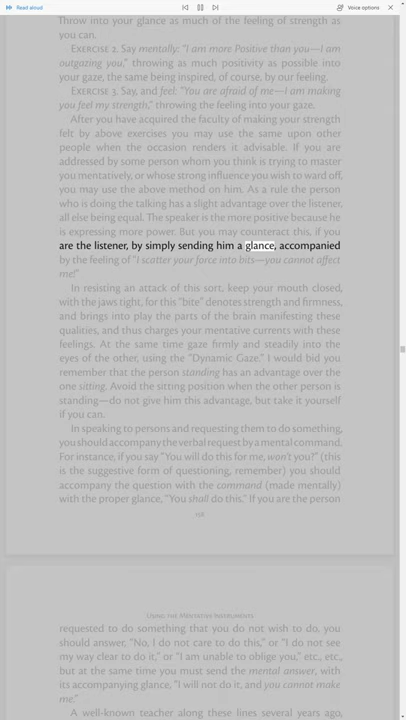 Read aloud
Voice options
Throw into your glance as much of the feeling of strength as
you can.
EXERCISE 2. Say mentally: "I am more Positive than you—I am
outgazing you," throwing as much positivity as possible into
your gaze, the same being inspired, of course, by our feeling.
EXERCISE 3. Say, and feel: "You are afraid of me—I am making
you feel my strength," throwing the feeling into your gaze.
After you have acquired the faculty of making your strength
felt by above exercises you may use the same upon other
people when the occasion renders it advisable. If you are
addressed by some person whom you think is trying to master
you mentatively, or whose strong influence you wish to ward off,
you may use the above method on him. As a rule the person
who is doing the talking has a slight advantage over the listener,
all else being equal. The speaker is the more positive because he
is expressing more power. But you may counteract this, if you
are the listener, by simply sending him a glance, accompanied
by the feeling of "I scatter your force into bits—you cannot affect
me!"
In resisting an attack of this sort, keep your mouth closed,
with the jaws tight, for this "bite" denotes strength and firmness,
and brings into play the parts of the brain manifesting these
qualities, and thus charges your mentative currents with these
feelings. At the same time gaze firmly and steadily into the
eyes of the other, using the "Dynamic Gaze." I would bid you
remember that the person standing has an advantage over the
one sitting. Avoid the sitting position when the other person is
standing—do not give him this advantage, but take it yourself
if you can.
In speaking to persons and requesting them to do something,
you should accompany the verbal request by a mental command.
For instance, if you say "You will do this for me, won't you?" (this
is the suggestive form of questioning, remember) you should
accompany the question with the command (made mentally)
with the proper glance, "You shall do this." If you are the person
USING THE MENTATIVE INSTRUMENTS
requested to do something that you do not wish to do, you
should answer, "No, I do not care to do this," or "I do not see
my way clear to do it," or "I am unable to oblige you," etc., etc.,
but at the same time you must send the mental answer, with
its accompanying glance, "I will not do it, and you cannot make
me."
A well-known teacher along these lines several years ago,